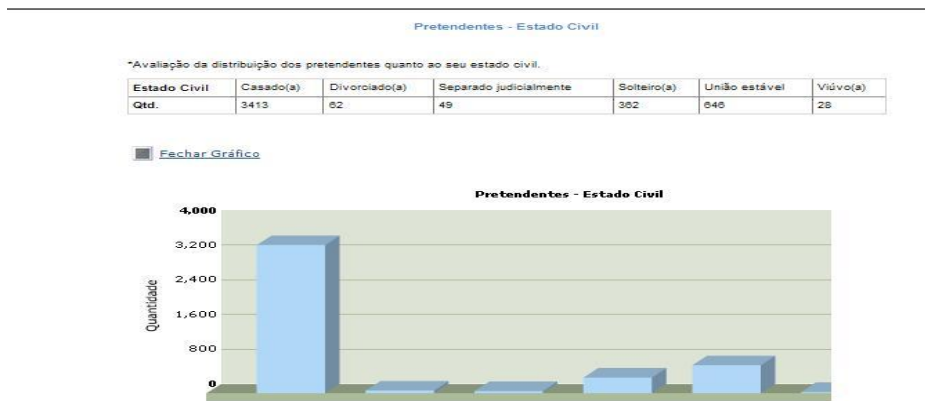 Pretendentes - Estado Civil
*Avaliação da distribuição dos pretendentes quanto ao seu estado civil.
Estado Civil Casado(a) Divorciado(a) Separado judicialmente Solteiro(a) União estável Viúvo(a)
Qtd. 3413 62 49 362 646 28
Fechar Gráfico
Pretendentes - Estado Civil
4,000
3,200
2,400
1,600
800
0
Quantidade